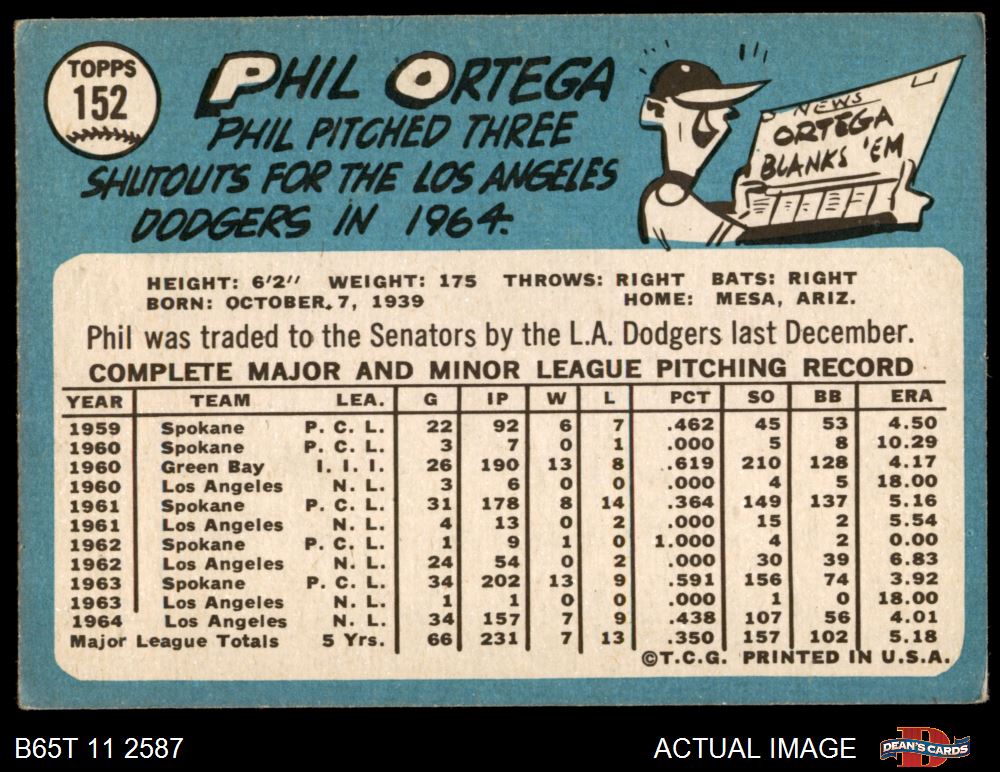 TOPPS
152
PHIL ORTEGA
PHIL PITCHED THREE
SHUTOUTS FOR THE LOS ANGELES
DODGERS IN 1964.
NEWS
ORTEGA
BLANKS 'EM
HEIGHT: 6'2" WEIGHT: 175 THROWS: RIGHT BATS: RIGHT
BORN: OCTOBER 7, 1939 HOME: MESA, ARIZ.
Phil was traded to the Senators by the L.A. Dodgers last December.
COMPLETE MAJOR AND MINOR LEAGUE PITCHING RECORD
YEAR TEAM LEA. G IP W L PCT SO BB ERA
1959 Spokane P. C. L. 22 92 6 7 .462 45 53 4.50
1960 Spokane P. C. L. 3 7 0 1 .000 5 8 10.29
1960 Green Bay I. I. I. 26 190 13 8 .619 210 128 4.17
1960 Los Angeles N. L. 3 6 0 0 .000 4 5 18.00
1961 Spokane P. C. L. 31 178 8 14 .364 149 137 5.16
1961 Los Angeles N. L. 4 13 0 2 .000 15 2 5.54
1962 Spokane P. C. L. 1 9 1 0 1.000 4 2 0.00
1962 Los Angeles N. L. 24 54 0 2 .000 30 39 6.83
1963 Spokane P. C. L. 34 202 13 9 .591 156 74 3.92
1963 Los Angeles N. L. 1 1 0 0 .000 1 0 18.00
1964 Los Angeles N. L. 34 157 7 9 .438 107 56 4.01
Major League Totals 5 Yrs. 66 231 7 13 .350 157 102 5.18
©T.C.G. PRINTED IN U.S.A.
B65T 11 2587 ACTUAL IMAGE D DEAN'S CARDS